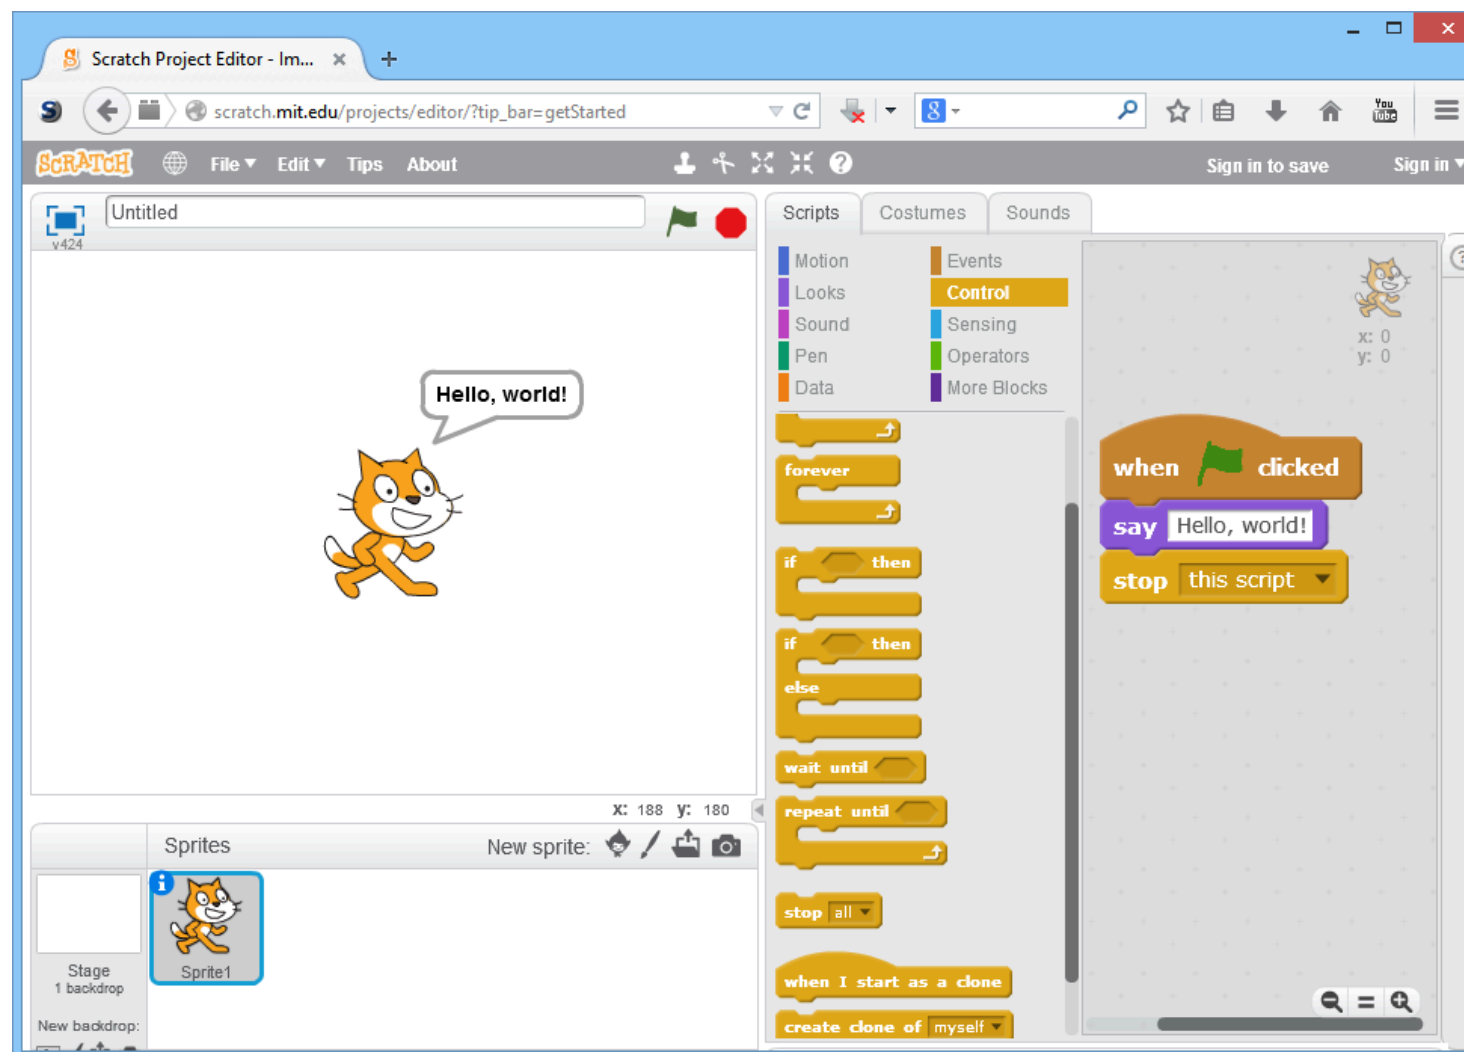 Scratch Project Editor - Im...
scratch.mit.edu/projects/editor/?tip_bar=getStarted
8
You
Tube
SCRATCH
File Edit Tips About
Sign in to save
Sign in
v424
Untitled
Hello, world!
x: 188 y: 180
Sprites
New sprite:
Sprite1
Stage
1 backdrop
New backdrop:
Scripts Costumes Sounds
Motion Events
Looks Control
Sound Sensing
Pen Operators
Data More Blocks
forever
if then
if then
else
wait until
repeat until
stop all
when I start as a clone
create clone of myself
x: 0
y: 0
when clicked
say Hello, world!
stop this script